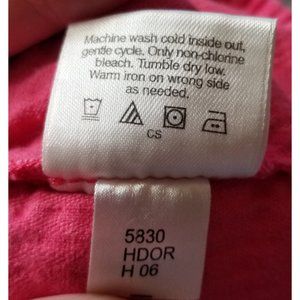 Machine wash cold inside out,
gentle cycle. Only non-chlorine
bleach. Tumble dry low.
Warm iron on wrong side
as needed.
CS
5830
HDOR
H 06